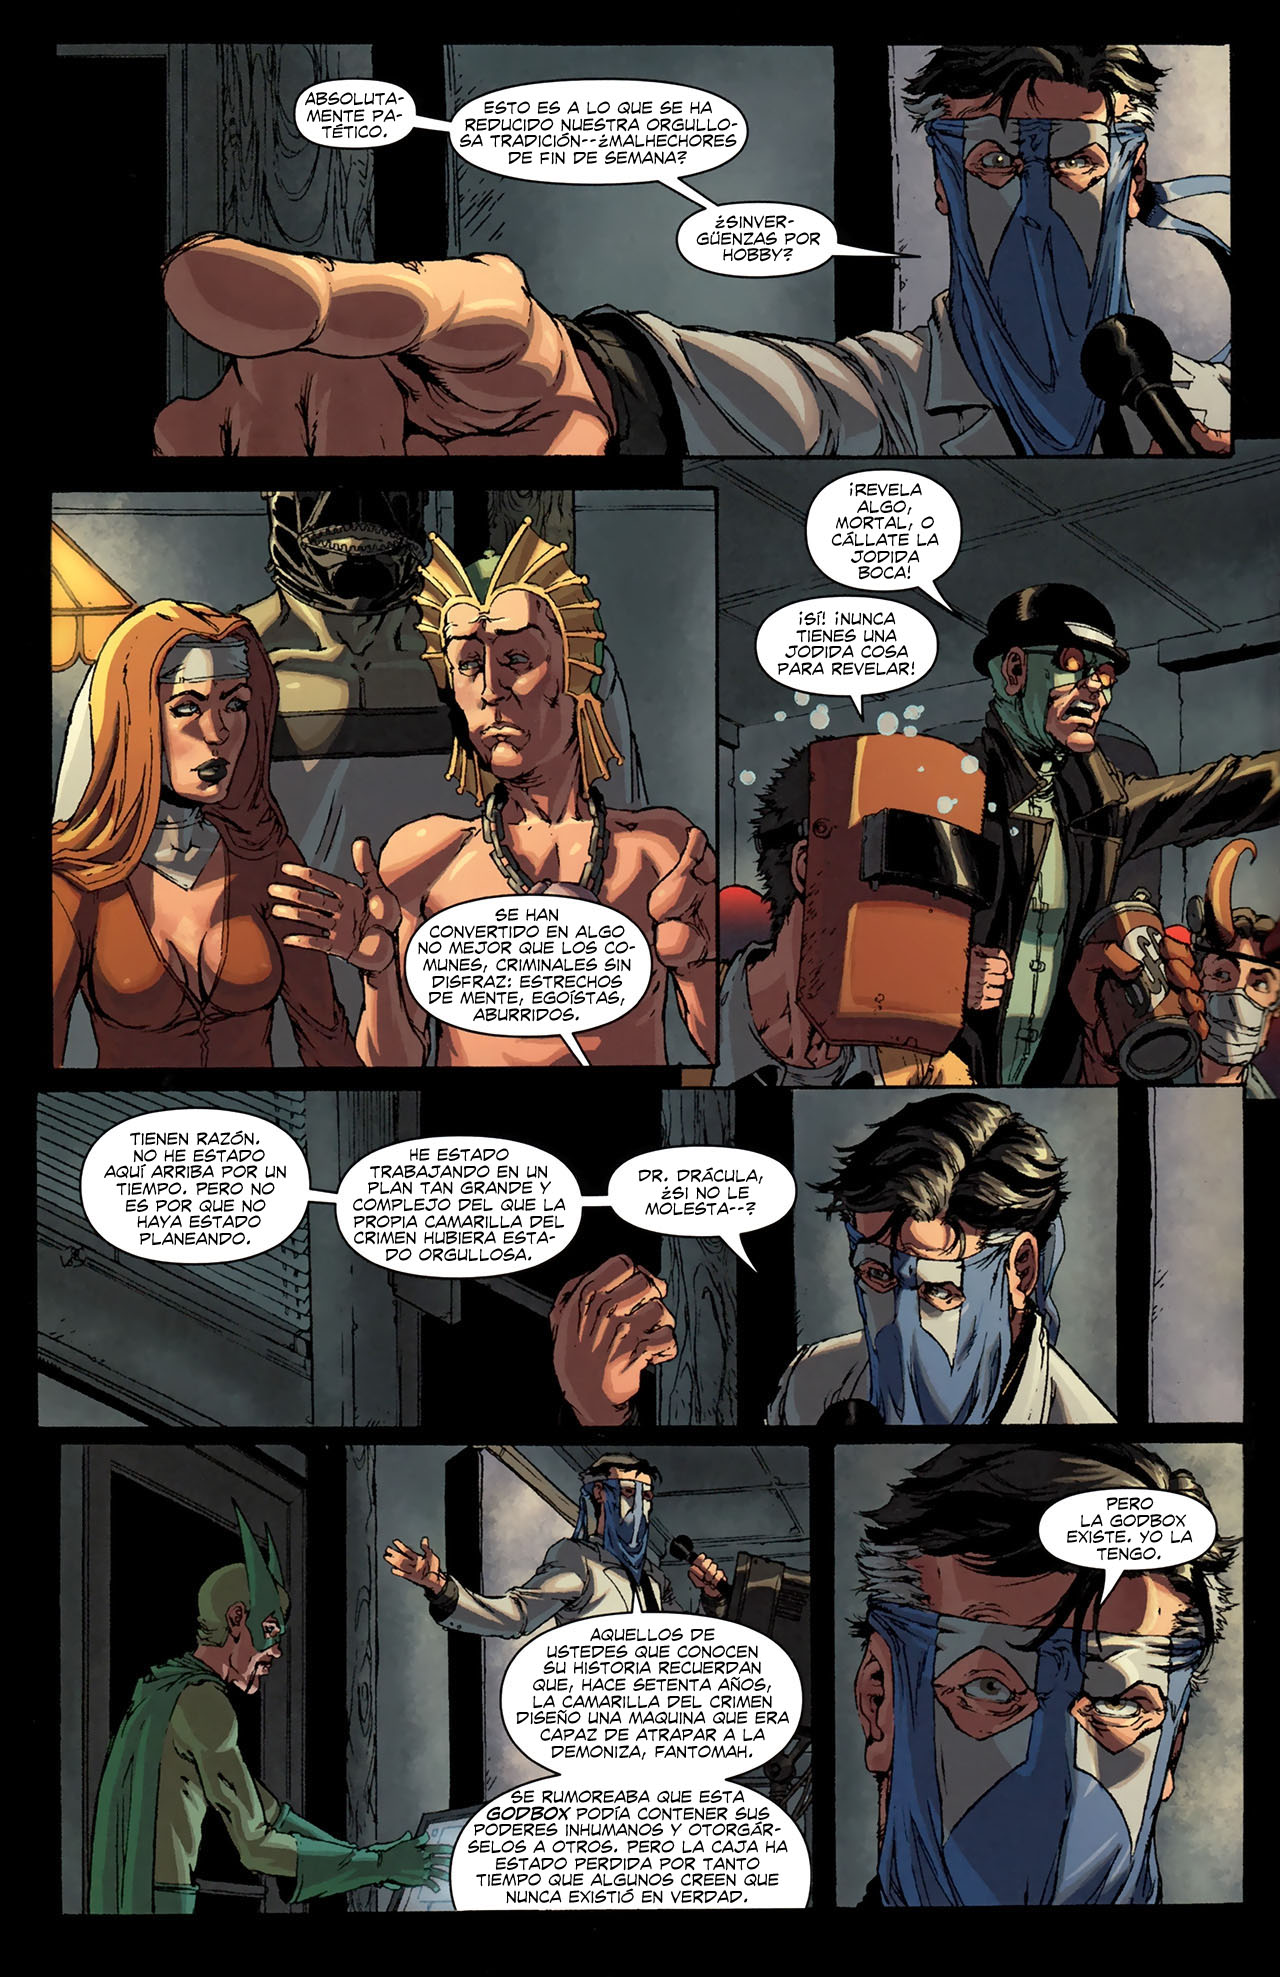 ABSOLUTA-
MENTE PA-
TÉTICO.
ESTO ES A LO QUE SE HA
REDUCIDO NUESTRA ORGULLO-
SA TRADICIÓN--¿MALHECHORES
DE FIN DE SEMANA?
¿SINVER-
GÜENZAS POR
HOBBY?
SE HAN
CONVERTIDO EN ALGO
NO MEJOR QUE LOS CO-
MUNES, CRIMINALES SIN
DISFRAZ: ESTRECHOS
DE MENTE, EGOÍSTAS,
ABURRIDOS.
¡REVELA
ALGO,
MORTAL, O
CÁLLATE LA
JODIDA
BOCA!
¡SÍ! ¡NUNCA
TIENES UNA
JODIDA COSA
PARA REVELAR!
TIENEN RAZÓN.
NO HE ESTADO
AQUÍ ARRIBA POR UN
TIEMPO. PERO NO
ES POR QUE NO
HAYA ESTADO
PLANEANDO.
HE ESTADO
TRABAJANDO EN UN
PLAN TAN GRANDE Y
COMPLEJO DEL QUE LA
PROPIA CAMARILLA DEL
CRIMEN HUBIERA ESTA-
DO ORGULLOSA.
DR. DRÁCULA,
¿SI NO LE
MOLESTA--?
AQUELLOS DE
USTEDES QUE CONOCEN
SU HISTORIA RECUERDAN
QUE, HACE SETENTA AÑOS,
LA CAMARILLA DEL CRIMEN
DISEÑO UNA MAQUINA QUE ERA
CAPAZ DE ATRAPAR A LA
DEMONIZA, FANTOMAH.
SE RUMOREABA QUE ESTA
GODBOX PODÍA CONTENER SUS
PODERES INHUMANOS Y OTORGÁR-
SELOS A OTROS. PERO LA CAJA HA
ESTADO PERDIDA POR TANTO
TIEMPO QUE ALGUNOS CREEN QUE
NUNCA EXISTIÓ EN VERDAD.
PERO
LA GODBOX
EXISTE. YO LA
TENGO.